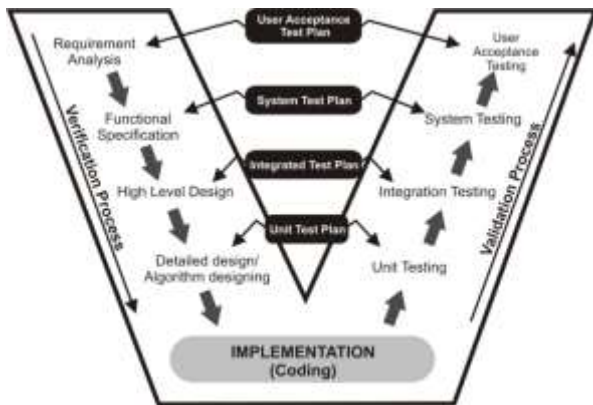 User Acceptance
Test Plan
Requirement
Analysis
User
Acceptance
Testing
System Test Plan
Functional
Specification
System Testing
Integrated Test Plan
High Level Design
Integration Testing
Unit Test Plan
Detailed design/
Algorithm designing
Unit Testing
Verification Process
Validation Process
IMPLEMENTATION
(Coding)